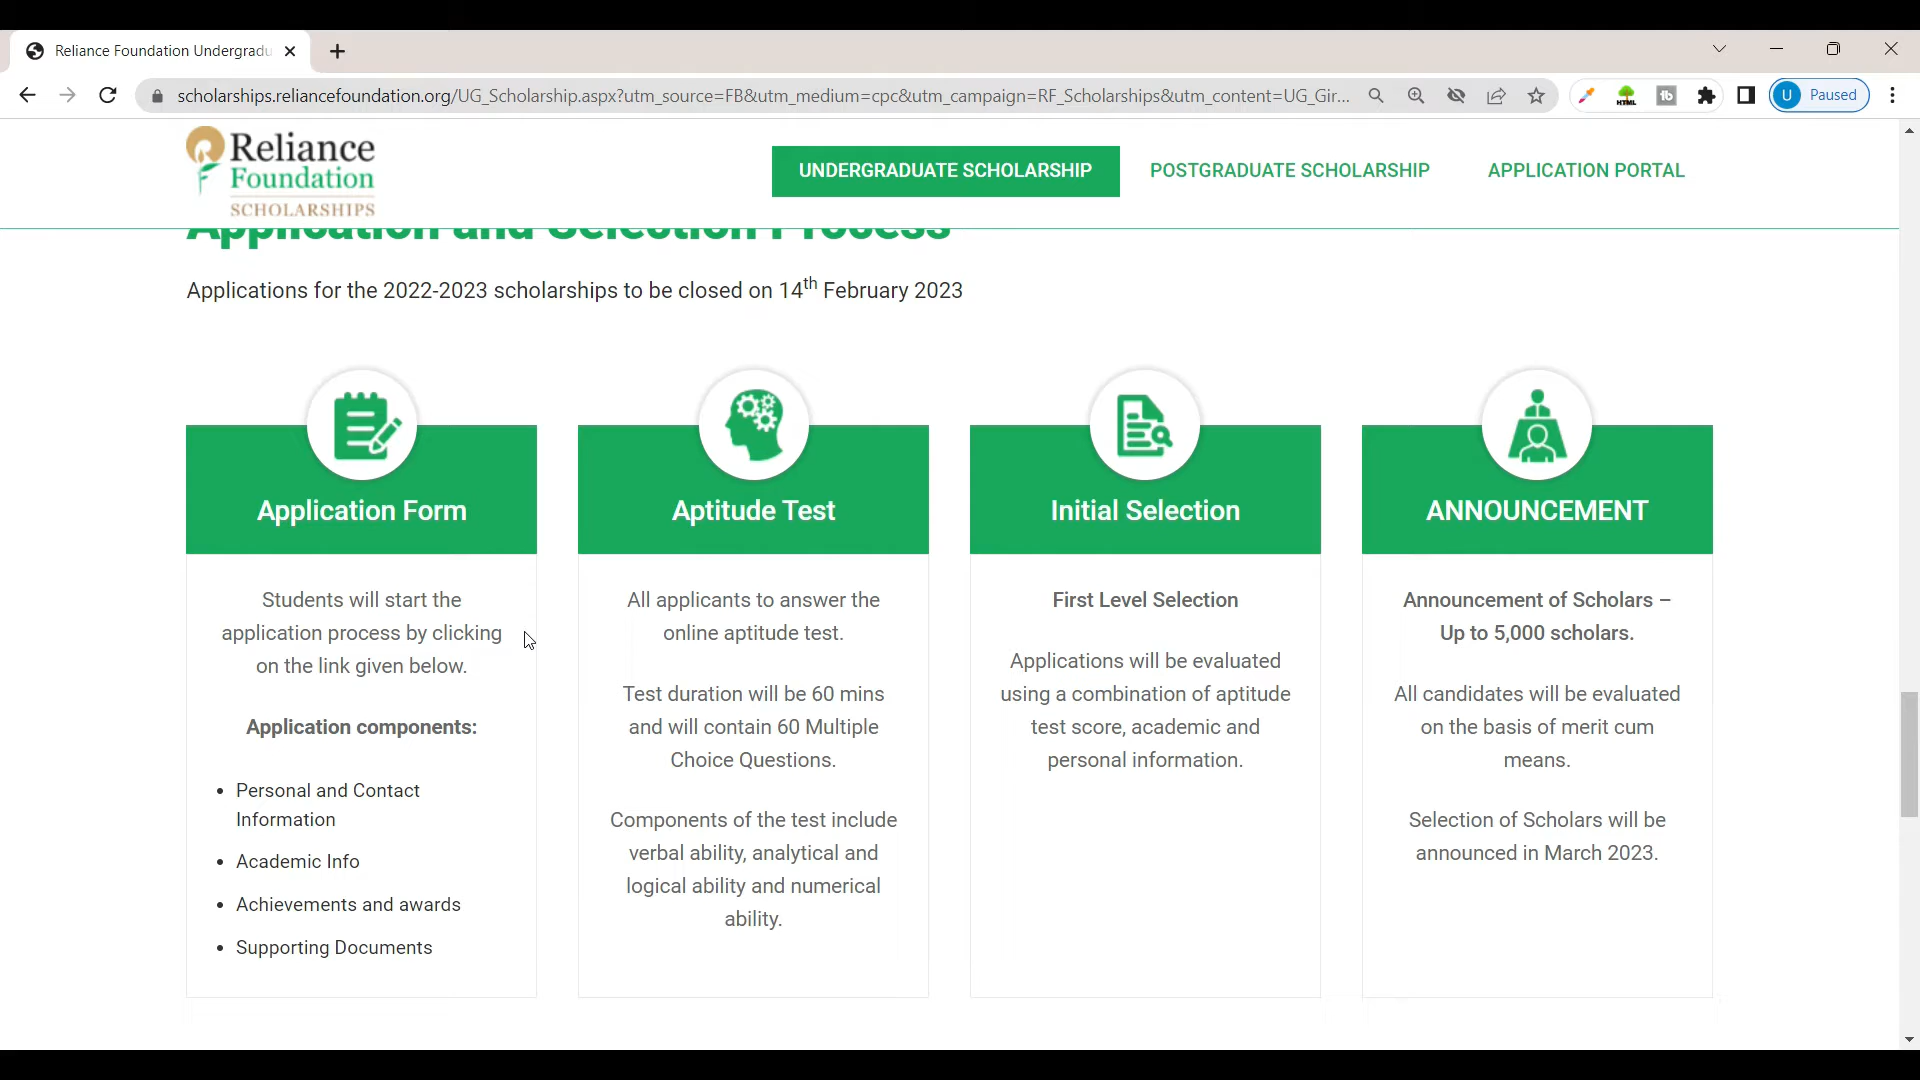 Reliance Foundation Undergradu
scholarships.reliancefoundation.org/UG_Scholarship.aspx?utm_source=FB&utm_medium=cpc&utm_campaign=RF_Scholarships&utm_content=UG_Gir...
HTML
tb
U Paused
Reliance
Foundation
SCHOLARSHIPS
UNDERGRADUATE SCHOLARSHIP
POSTGRADUATE SCHOLARSHIP
APPLICATION PORTAL
Application and Selection Process
Applications for the 2022-2023 scholarships to be closed on 14th February 2023
Application Form
Students will start the
application process by clicking
on the link given below.
Application components:
• Personal and Contact
Information
• Academic Info
• Achievements and awards
• Supporting Documents
Aptitude Test
All applicants to answer the
online aptitude test.
Test duration will be 60 mins
and will contain 60 Multiple
Choice Questions.
Components of the test include
verbal ability, analytical and
logical ability and numerical
ability.
Initial Selection
First Level Selection
Applications will be evaluated
using a combination of aptitude
test score, academic and
personal information.
ANNOUNCEMENT
Announcement of Scholars –
Up to 5,000 scholars.
All candidates will be evaluated
on the basis of merit cum
means.
Selection of Scholars will be
announced in March 2023.